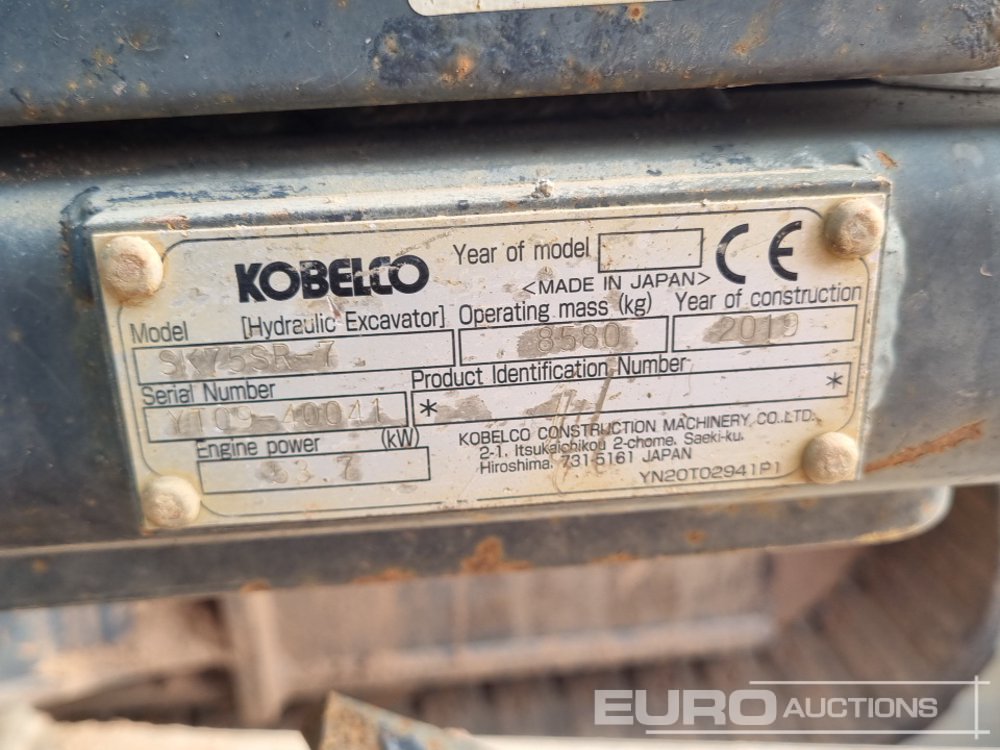 KOBELCO
Year of model
CE
<MADE IN JAPAN>
Model [Hydraulic Excavator]
SK75SR-7
Operating mass (kg)
8580
Year of construction
2019
Serial Number
YT09-40041
Product Identification Number
* *
Engine power (kW)
KOBELCO CONSTRUCTION MACHINERY CO.LTD.
2-1, Itsukaichikou 2-chome, Saeki-ku,
Hiroshima, 731-5161 JAPAN
YN20T02941P1
EURO AUCTIONS